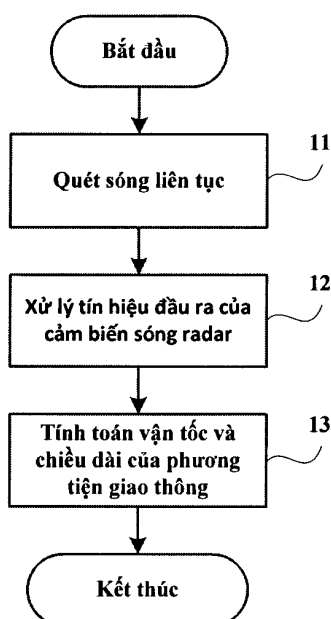 Bắt đầu
11
Quét sóng liên tục
12
Xử lý tín hiệu đầu ra của
cảm biến sóng radar
13
Tính toán vận tốc và
chiều dài của phương
tiện giao thông
Kết thúc